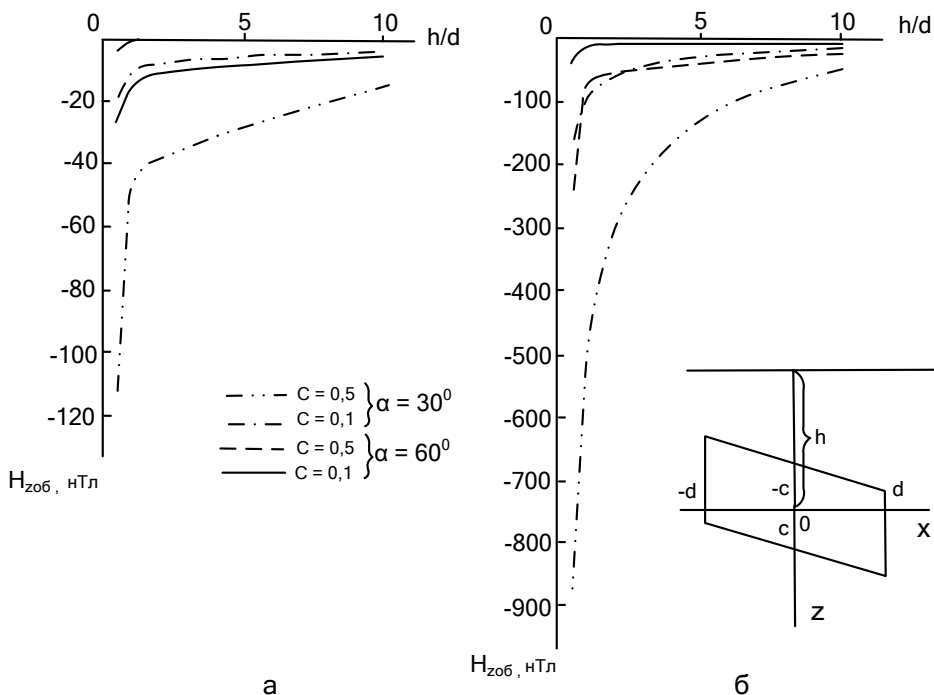 0 5 10
h/d
-20
-40
-60
-80
-100
-120
C = 0,5
C = 0,1
α = 30⁰
C = 0,5
C = 0,1
α = 60⁰
Hzоб , нТл
а
0 5 10
h/d
-100
-200
-300
-400
-500
-600
-700
-800
-900
Hzоб , нТл
h
-d
-c
d
c
0
x
z
б